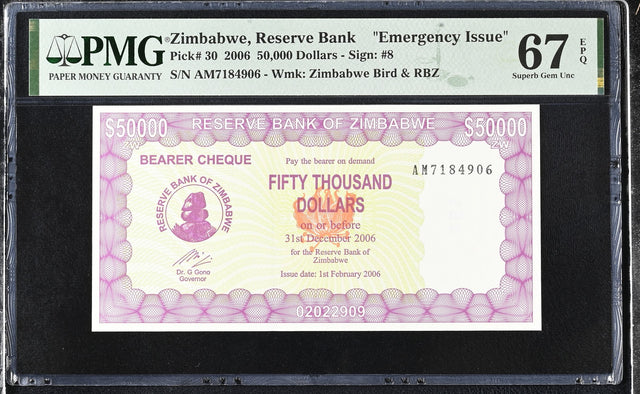 PMG
PAPER MONEY GUARANTY
Zimbabwe, Reserve Bank "Emergency Issue"
Pick# 30 2006 50,000 Dollars - Sign: #8
S/N AM7184906 - Wmk: Zimbabwe Bird & RBZ
67 EPQ
Superb Gem Unc
$50000 RESERVE BANK OF ZIMBABWE $50000
ZW ZW
BEARER CHEQUE
Pay the bearer on demand
AM7184906
FIFTY THOUSAND
DOLLARS
on or before
31st December 2006
for the Reserve Bank of
Zimbabwe
Issue date: 1st February 2006
RESERVE BANK OF ZIMBABWE
Dr. G Gono
Governor
02022909